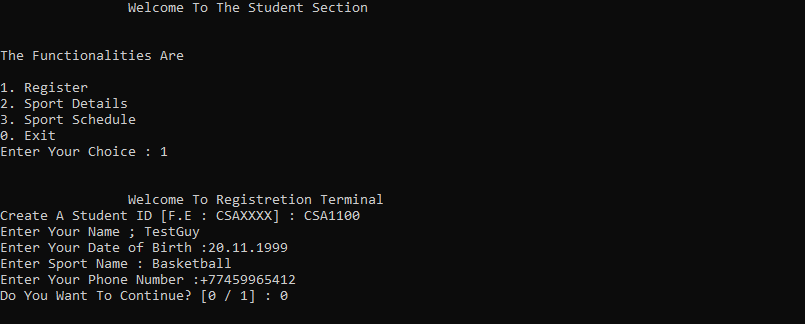 Welcome To The Student Section
The Functionalities Are
1. Register
2. Sport Details
3. Sport Schedule
0. Exit
Enter Your Choice : 1
Welcome To Registretion Terminal
Create A Student ID [F.E : CSAXXXX] : CSA1100
Enter Your Name ; TestGuy
Enter Your Date of Birth :20.11.1999
Enter Sport Name : Basketball
Enter Your Phone Number :+77459965412
Do You Want To Continue? [0 / 1] : 0